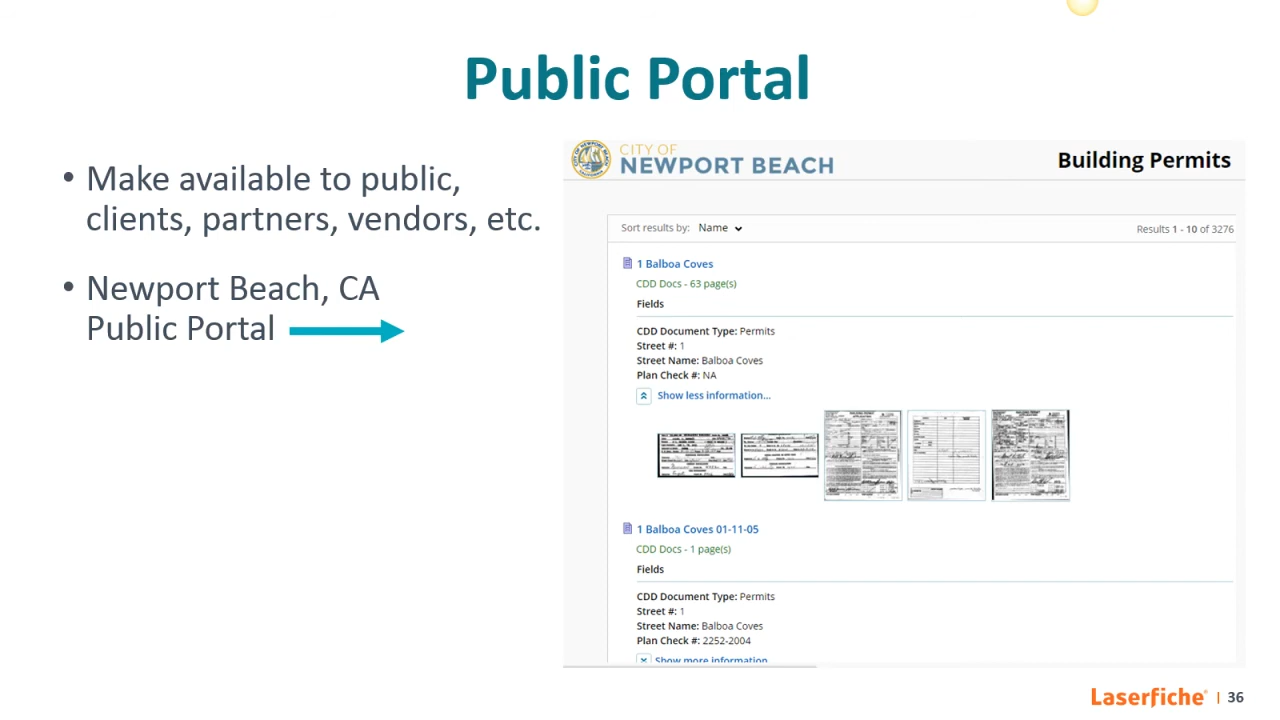 Public Portal
• Make available to public,
clients, partners, vendors, etc.
• Newport Beach, CA
Public Portal
CITY OF
NEWPORT BEACH
Building Permits
Sort results by: Name
Results 1 - 10 of 3276
1 Balboa Coves
CDD Docs - 63 page(s)
Fields
CDD Document Type: Permits
Street #: 1
Street Name: Balboa Coves
Plan Check #: NA
Show less information...
1 Balboa Coves 01-11-05
CDD Docs - 1 page(s)
Fields
CDD Document Type: Permits
Street #: 1
Street Name: Balboa Coves
Plan Check #: 2252-2004
Show more information
Laserfiche® | 36